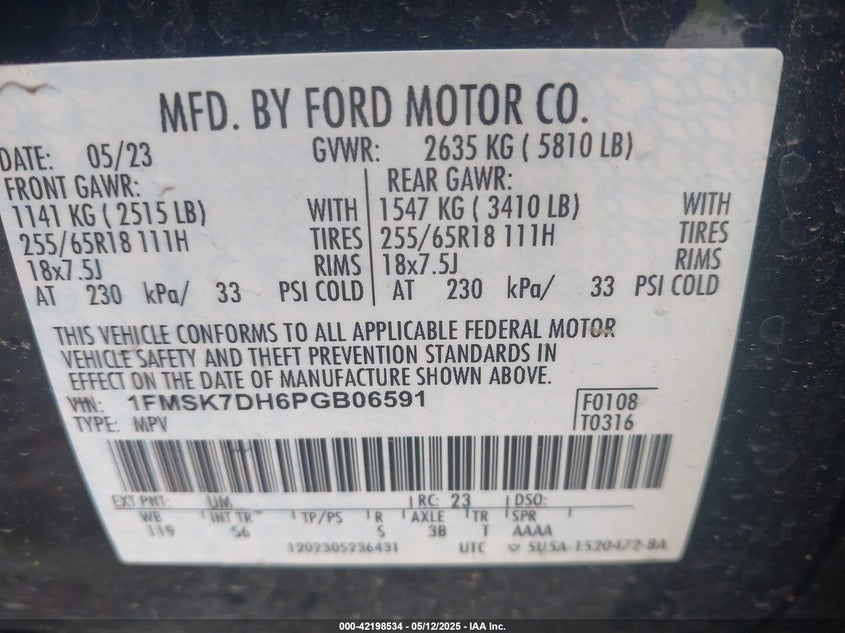 MFD. BY FORD MOTOR CO.
DATE: 05/23 GVWR: 2635 KG ( 5810 LB)
FRONT GAWR: REAR GAWR:
1141 KG ( 2515 LB) WITH 1547 KG ( 3410 LB) WITH
255/65R18 111H TIRES 255/65R18 111H TIRES
18x7.5J RIMS 18x7.5J RIMS
AT 230 kPa/ 33 PSI COLD AT 230 kPa/ 33 PSI COLD
THIS VEHICLE CONFORMS TO ALL APPLICABLE FEDERAL MOTOR
VEHICLE SAFETY AND THEFT PREVENTION STANDARDS IN
EFFECT ON THE DATE OF MANUFACTURE SHOWN ABOVE.
VIN: 1FMSK7DH6PGB06591 F0108
TYPE: MPV T0316
EXT PNT: UM RC: 23 DSO:
WB INT TR TP/PS R AXLE TR SPR
119 S6 S 3B T AAAA
1202305236431 UTC 5U5A-1520472-BA
000-42198534 - 05/12/2025 - IAA Inc.